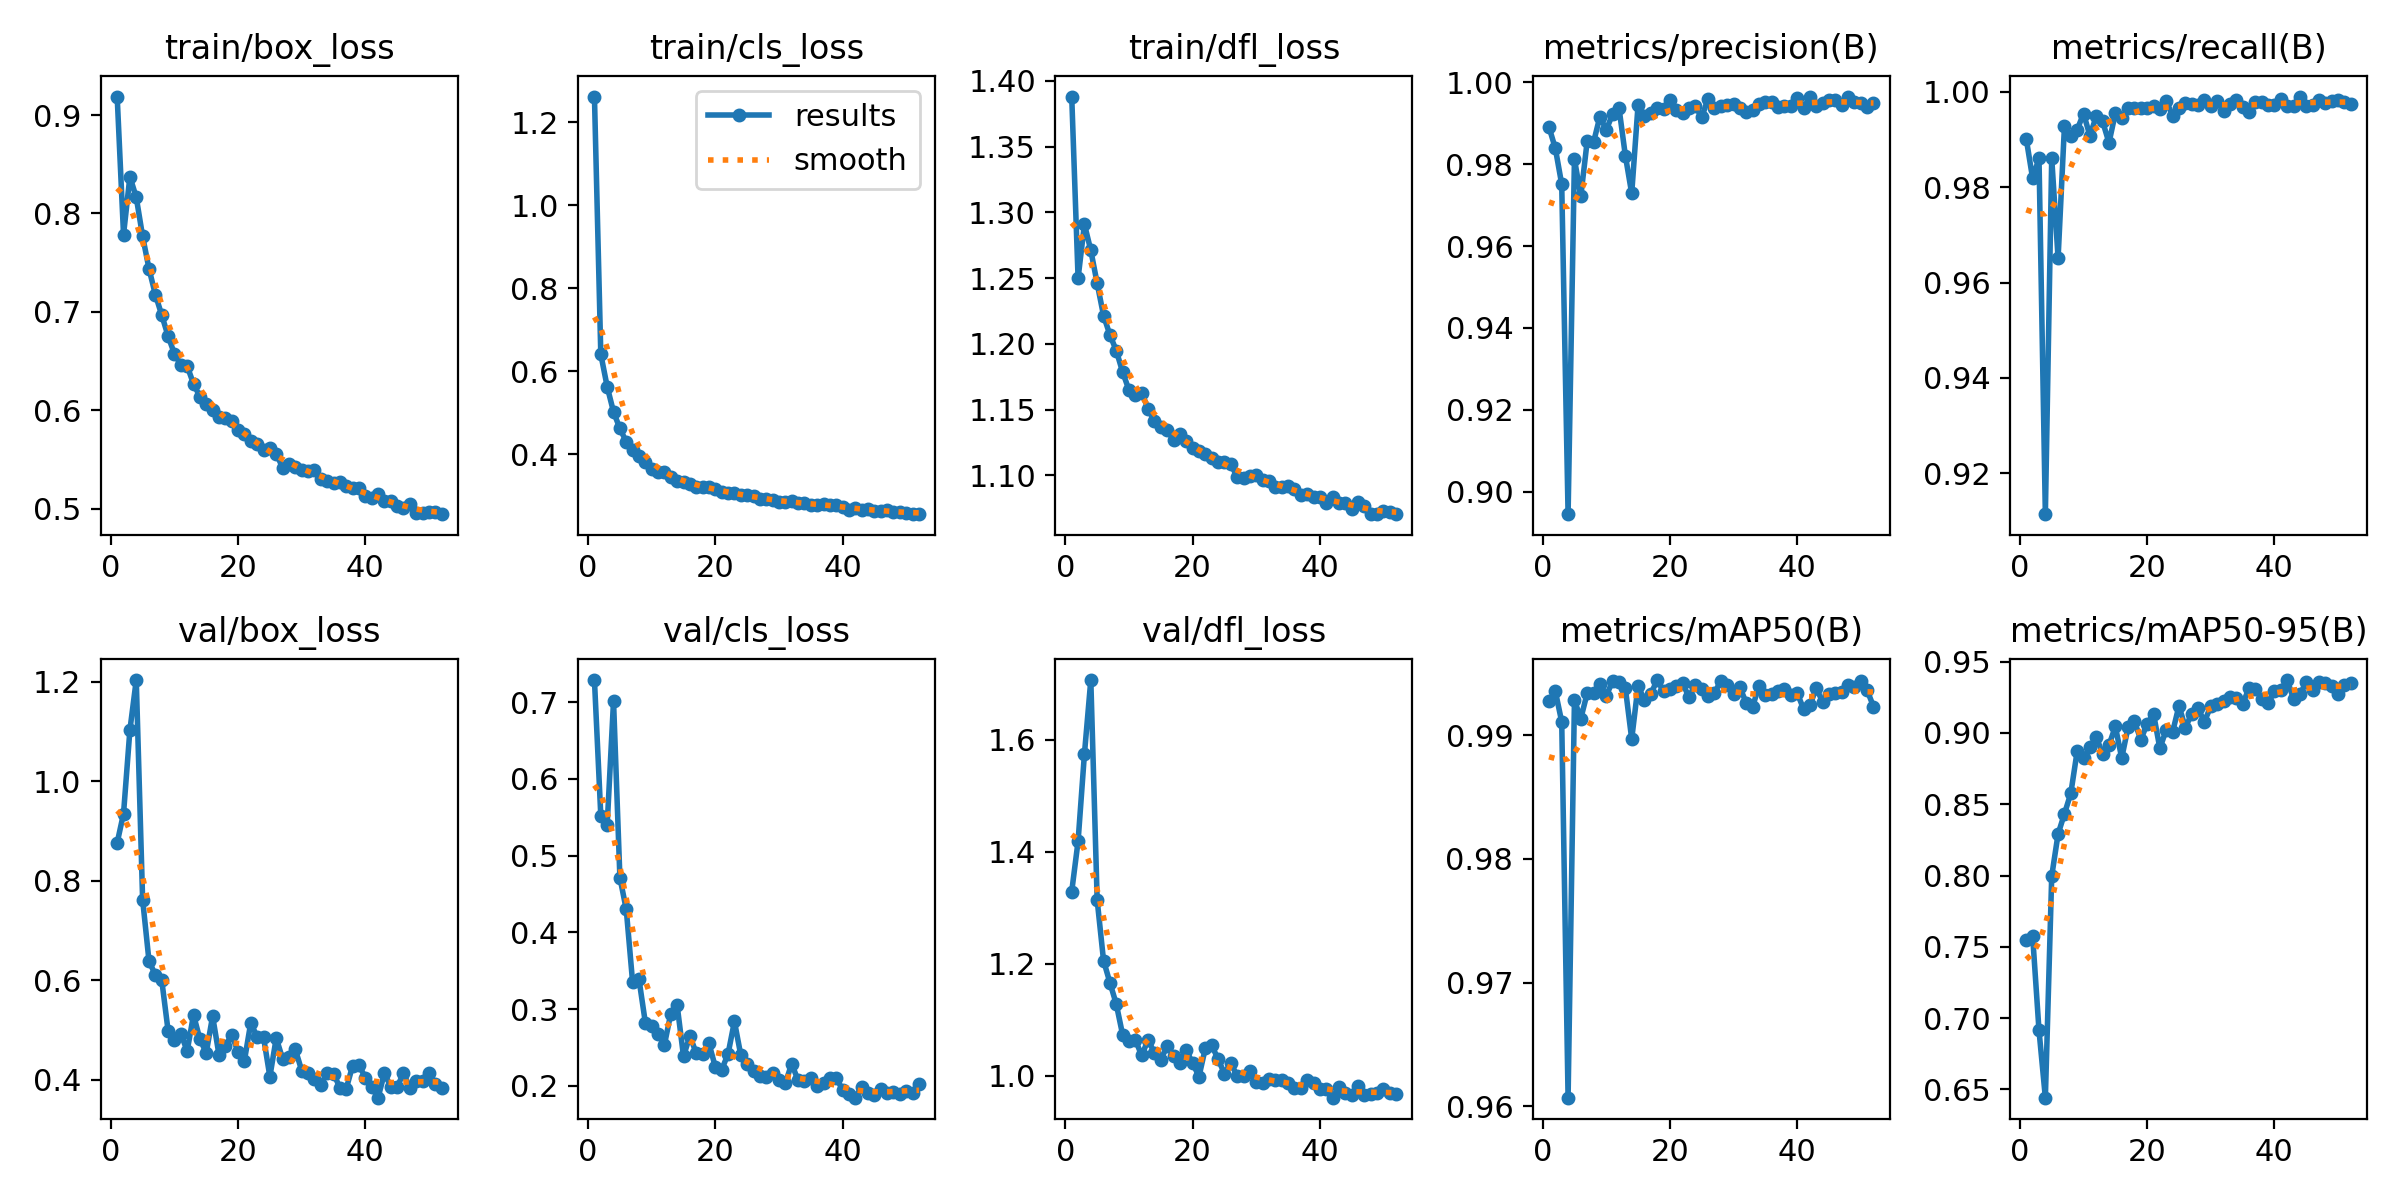 train/box_loss
0.9
0.8
0.7
0.6
0.5
0 20 40
train/cls_loss
results
smooth
1.2
1.0
0.8
0.6
0.4
0 20 40
train/dfl_loss
1.40
1.35
1.30
1.25
1.20
1.15
1.10
0 20 40
metrics/precision(B)
1.00
0.98
0.96
0.94
0.92
0.90
0 20 40
metrics/recall(B)
1.00
0.98
0.96
0.94
0.92
0 20 40
val/box_loss
1.2
1.0
0.8
0.6
0.4
0 20 40
val/cls_loss
0.7
0.6
0.5
0.4
0.3
0.2
0 20 40
val/dfl_loss
1.6
1.4
1.2
1.0
0 20 40
metrics/mAP50(B)
0.99
0.98
0.97
0.96
0 20 40
metrics/mAP50-95(B)
0.95
0.90
0.85
0.80
0.75
0.70
0.65
0 20 40